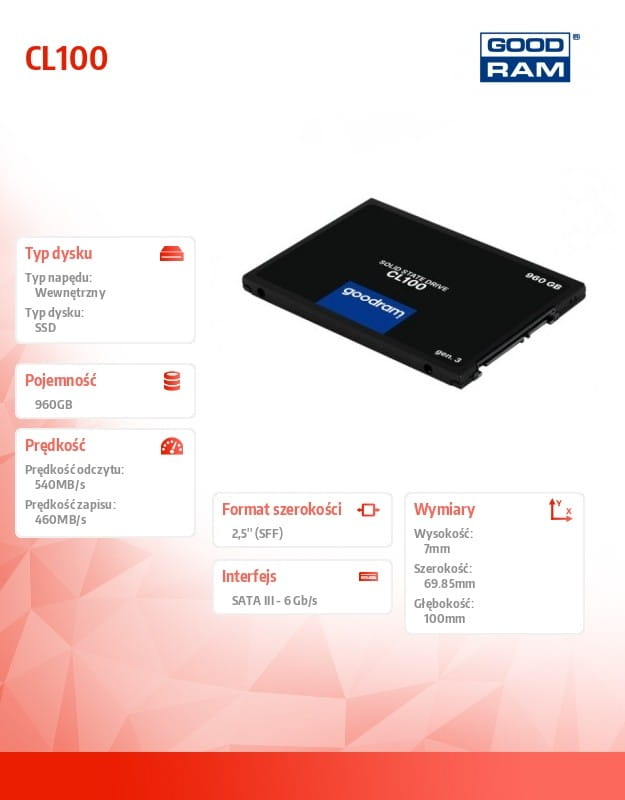 CL100
GOOD
RAM
®
Typ dysku
Typ napędu:
Wewnętrzny
Typ dysku:
SSD
Pojemność
960GB
Prędkość
Prędkość odczytu:
540MB/s
Prędkość zapisu:
460MB/s
SOLID STATE DRIVE
CL100
960 GB
goodram
gen. 3
Format szerokości
2,5'' (SFF)
Interfejs
SATA III - 6 Gb/s
Wymiary
Y
X
Wysokość:
7mm
Szerokość:
69.85mm
Głębokość:
100mm